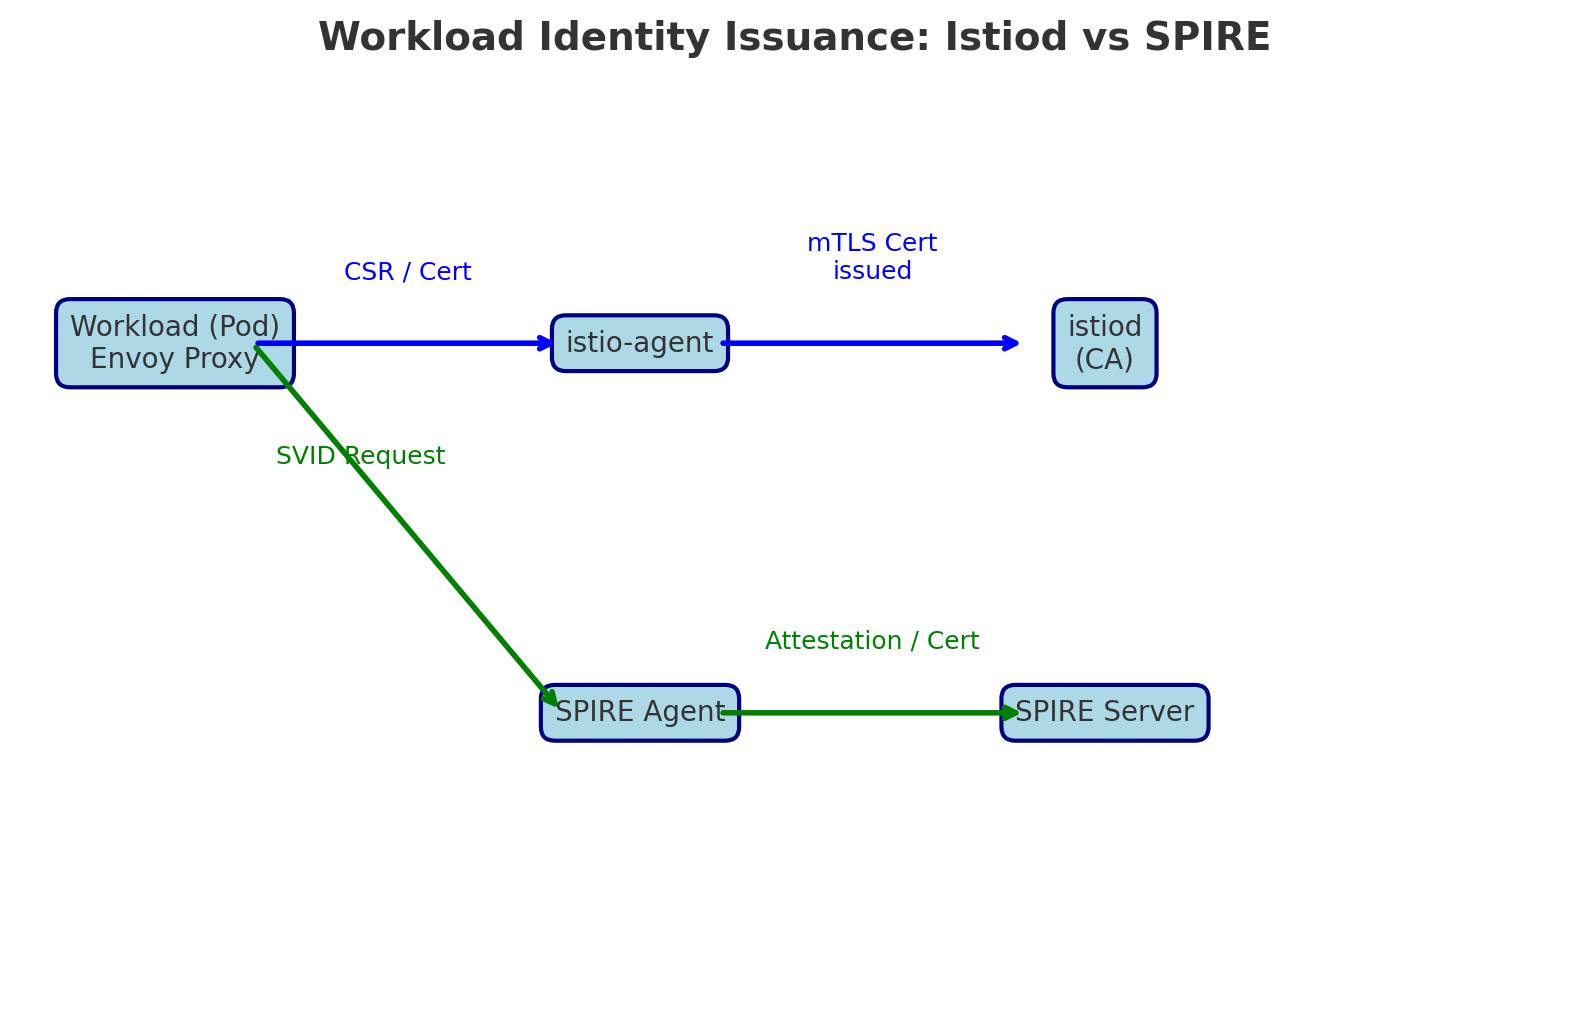 Workload Identity Issuance: Istiod vs SPIRE
mTLS Cert
issued
CSR / Cert
Workload (Pod)
Envoy Proxy
istio-agent
istiod
(CA)
SVID Request
Attestation / Cert
SPIRE Agent
SPIRE Server